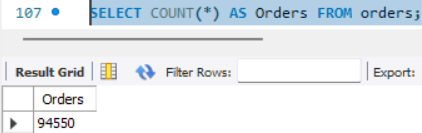 107 SELECT COUNT(*) AS Orders FROM orders;
Result Grid Filter Rows: Export:
Orders
94550